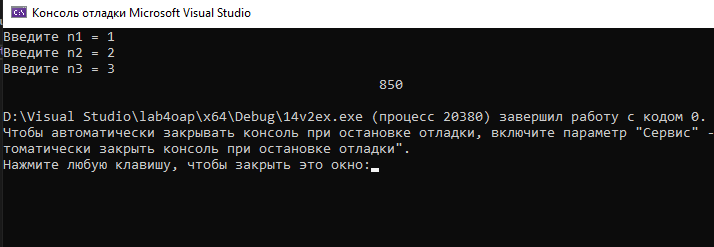 Консоль отладки Microsoft Visual Studio
Введите n1 = 1
Введите n2 = 2
Введите n3 = 3
850
D:\Visual Studio\lab4oap\x64\Debug\14v2ex.exe (процесс 20380) завершил работу с кодом 0.
Чтобы автоматически закрывать консоль при остановке отладки, включите параметр "Сервис" -
томатически закрыть консоль при остановке отладки".
Нажмите любую клавишу, чтобы закрыть это окно: